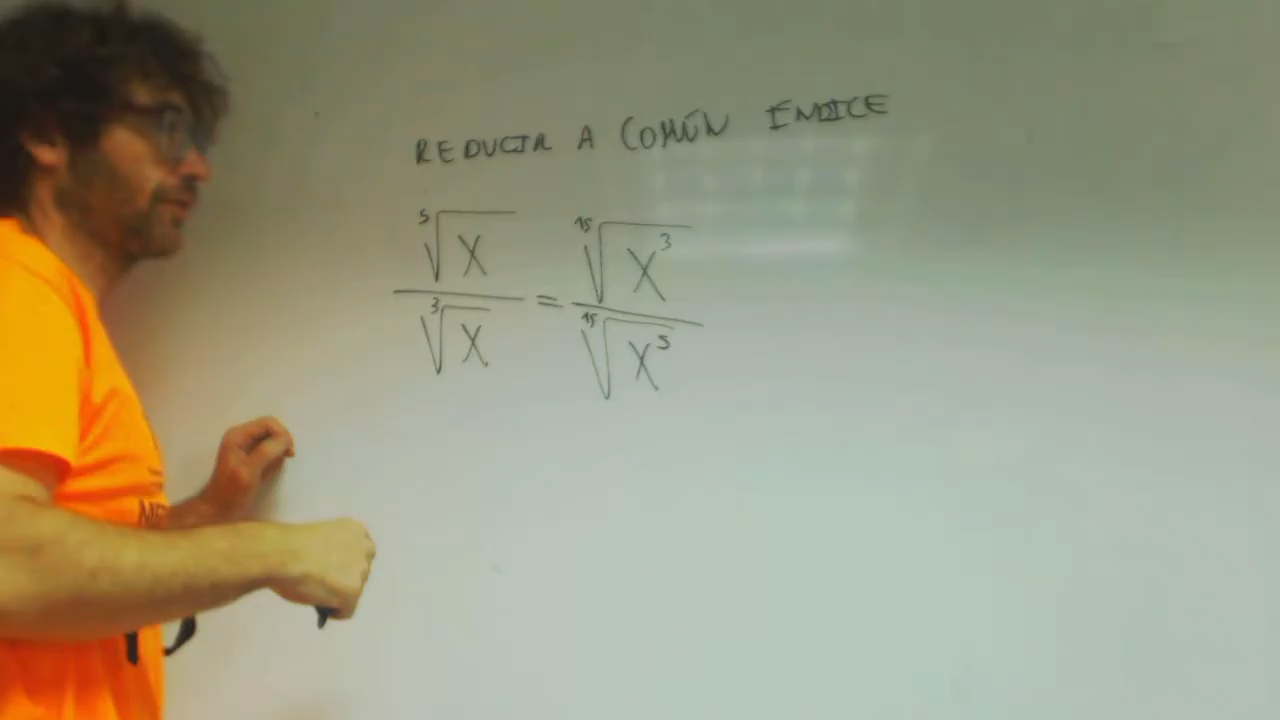 REDUCIR A COMÚN ÍNDICE
⁵√X / ³√X = ¹⁵√X³ / ¹⁵√X⁵